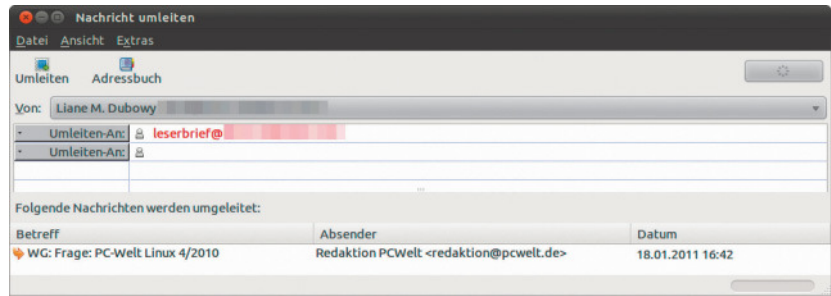 Nachricht umleiten
Datei Ansicht Extras
Umleiten Adressbuch
Von: Liane M. Dubowy
Umleiten-An: leserbrief@
Umleiten-An:
Folgende Nachrichten werden umgeleitet:
Betreff Absender Datum
WG: Frage: PC-Welt Linux 4/2010 Redaktion PCWelt <redaktion@pcwelt.de> 18.01.2011 16:42